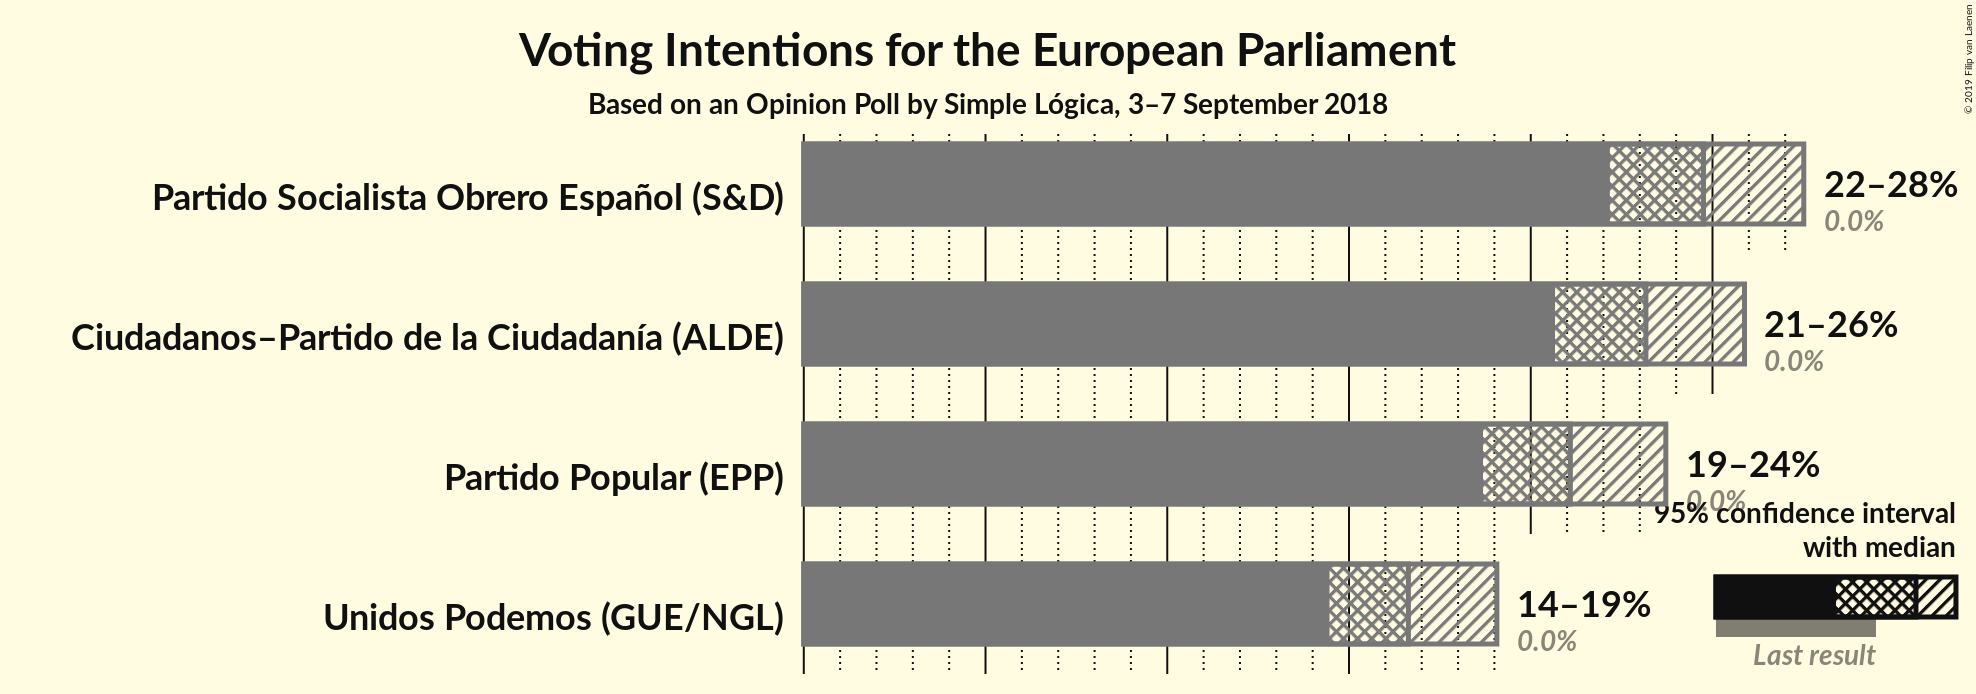 Voting Intentions for the European Parliament
Based on an Opinion Poll by Simple Lógica, 3–7 September 2018
© 2019 Filip van Laenen
Partido Socialista Obrero Español (S&D)
22–28%
0.0%
Ciudadanos–Partido de la Ciudadanía (ALDE)
21–26%
0.0%
Partido Popular (EPP)
19–24%
0.0%
95% confidence interval
with median
Unidos Podemos (GUE/NGL)
14–19%
0.0%
Last result